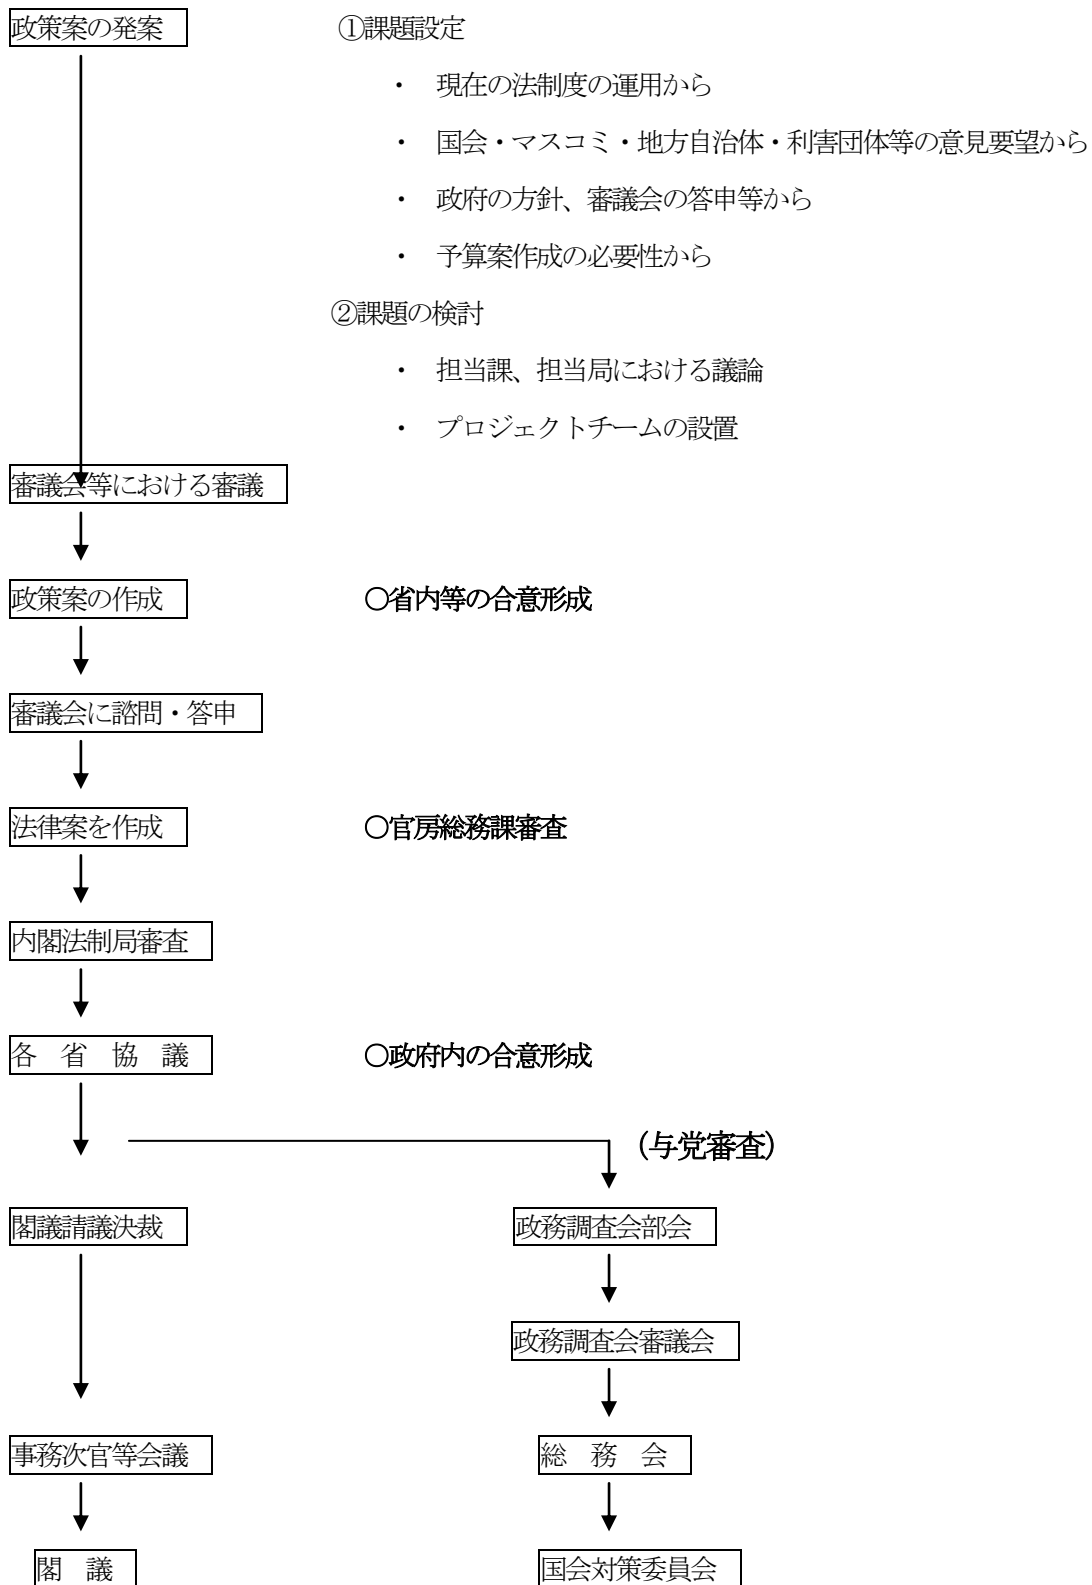 政策案の発案 ①課題設定
・ 現在の法制度の運用から
・ 国会・マスコミ・地方自治体・利害団体等の意見要望から
・ 政府の方針、審議会の答申等から
・ 予算案作成の必要性から
②課題の検討
・ 担当課、担当局における議論
・ プロジェクトチームの設置
審議会等における審議
政策案の作成 ○省内等の合意形成
審議会に諮問・答申
法律案を作成 ○官房総務課審査
内閣法制局審査
各 省 協 議 ○政府内の合意形成
（与党審査）
閣議請議決裁 政務調査会部会
政務調査会審議会
事務次官等会議 総 務 会
閣 議 国会対策委員会